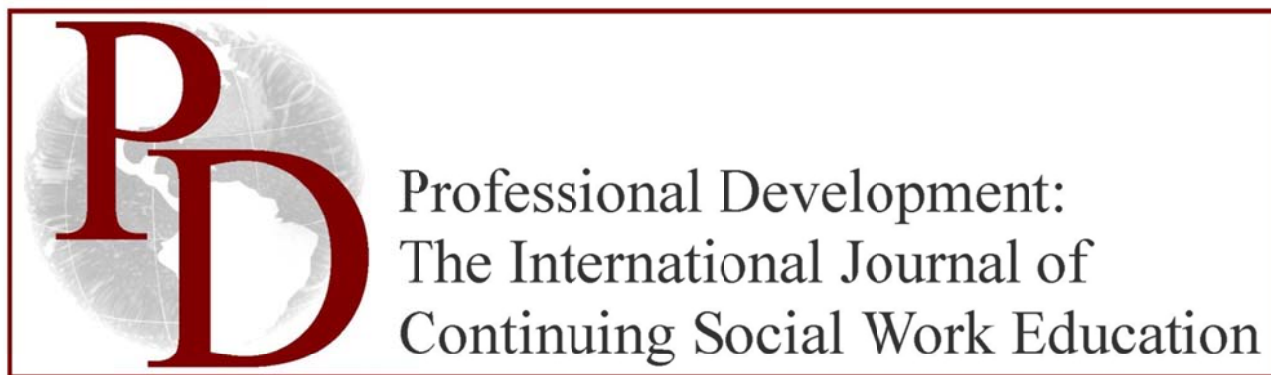 PD
Professional Development:
The International Journal of
Continuing Social Work Education